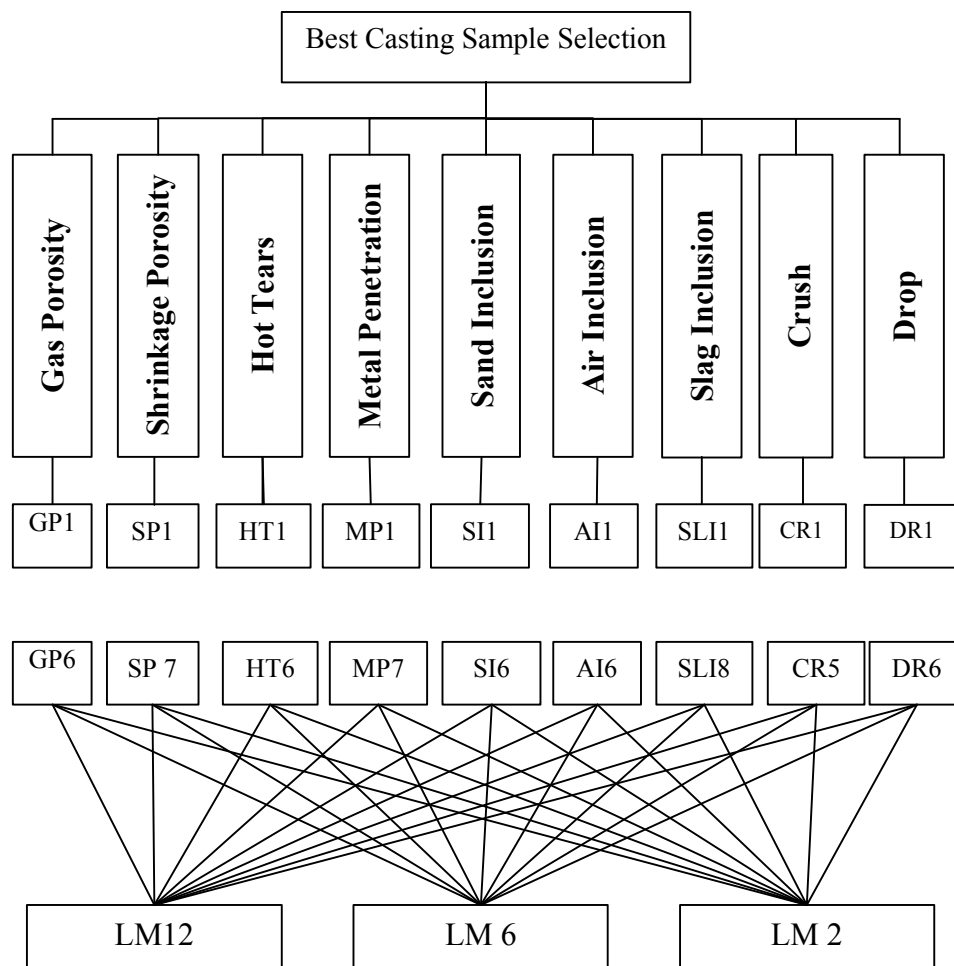 Best Casting Sample Selection
Gas Porosity
Shrinkage Porosity
Hot Tears
Metal Penetration
Sand Inclusion
Air Inclusion
Slag Inclusion
Crush
Drop
GP1
SP1
HT1
MP1
SI1
AI1
SLI1
CR1
DR1
GP6
SP 7
HT6
MP7
SI6
AI6
SLI8
CR5
DR6
LM12
LM 6
LM 2